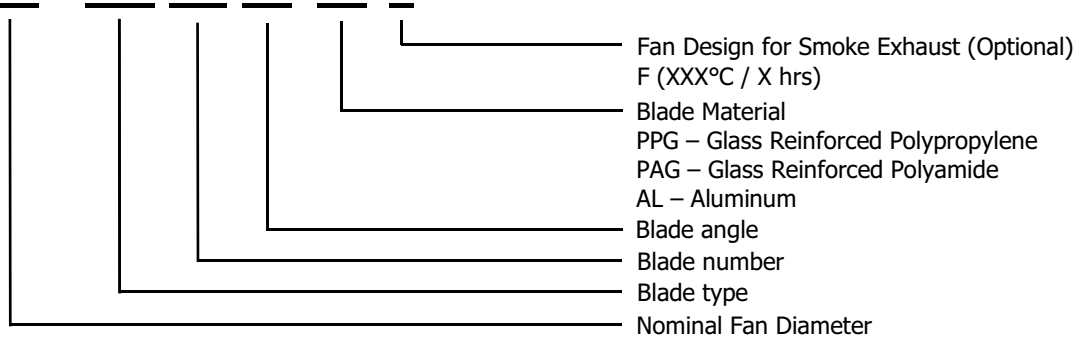 Fan Design for Smoke Exhaust (Optional)
F (XXX°C / X hrs)
Blade Material
PPG – Glass Reinforced Polypropylene
PAG – Glass Reinforced Polyamide
AL – Aluminum
Blade angle
Blade number
Blade type
Nominal Fan Diameter